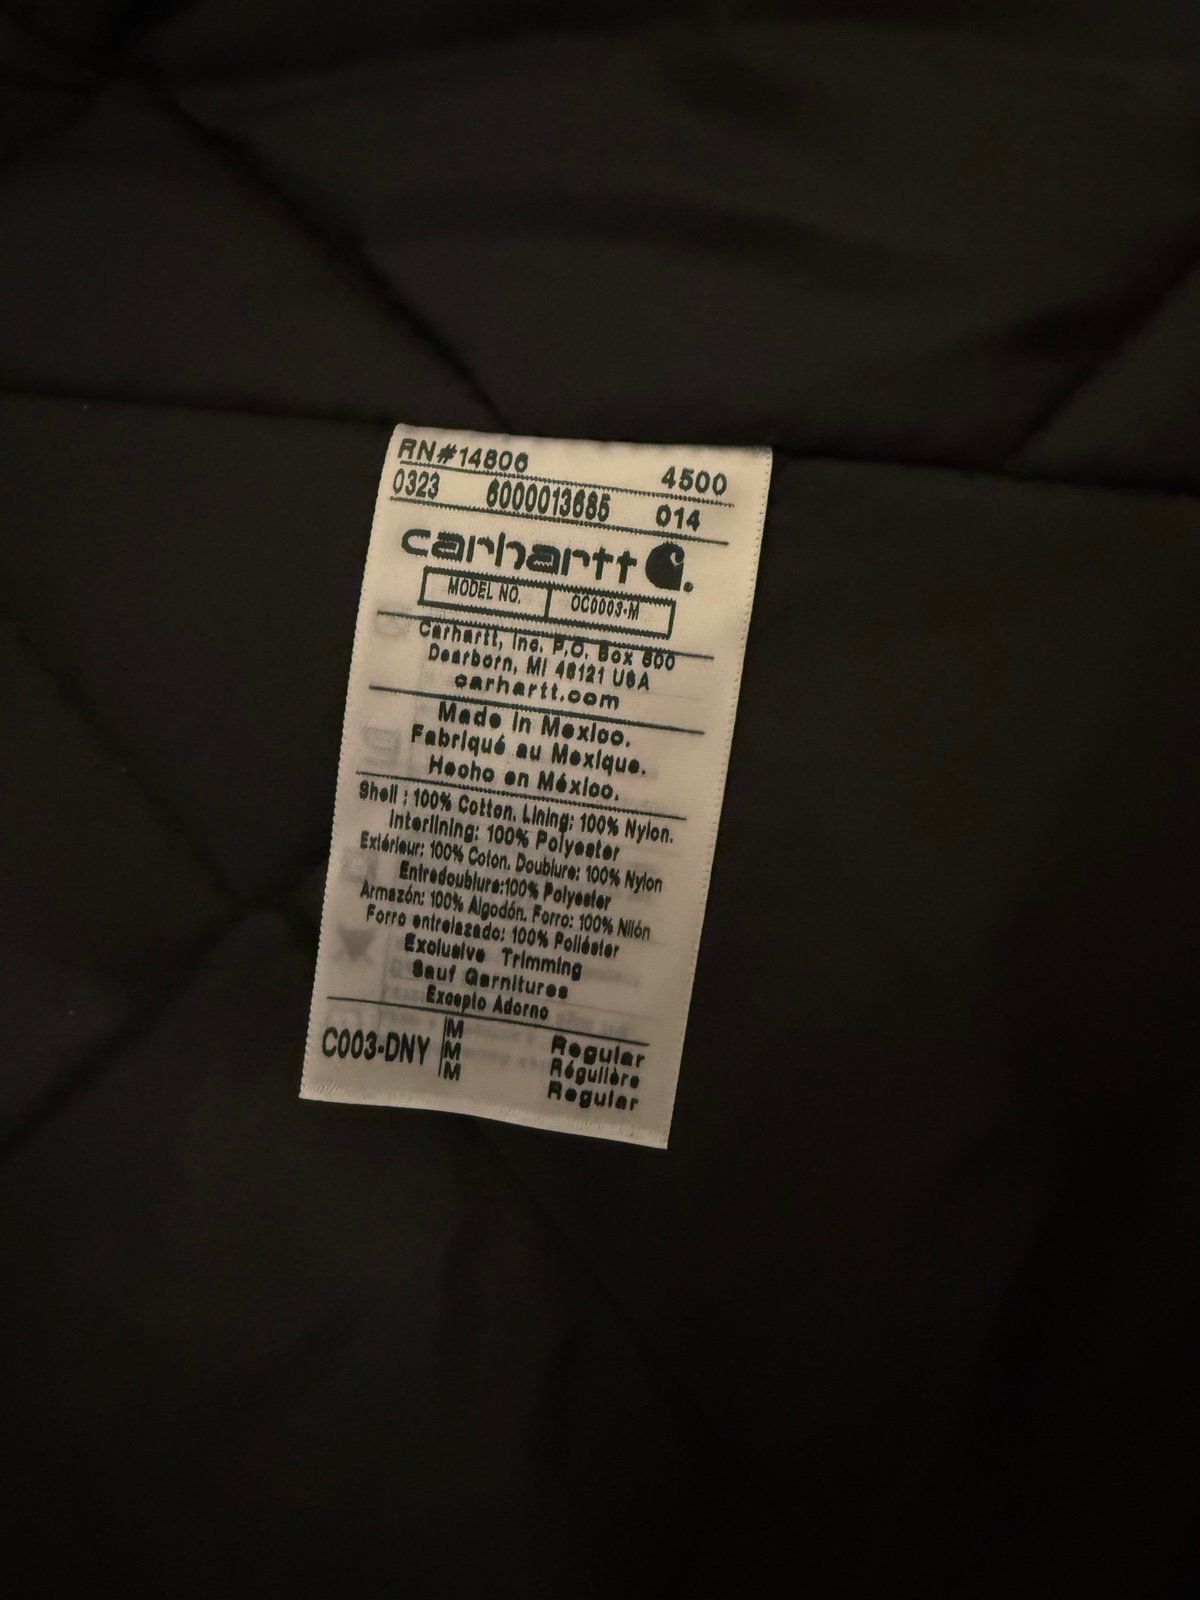 RN#14806 4500
0323 6000013685 014
carhartt
MODEL NO. OC0003-M
Carhartt, Inc. P.O. Box 600
Dearborn, MI 48121 USA
carhartt.com
Made in Mexico.
Fabriqué au Mexique.
Hecho en México.
Shell : 100% Cotton. Lining: 100% Nylon.
Interlining: 100% Polyester
Extérieur: 100% Coton. Doublure: 100% Nylon
Entredoublure:100% Polyester
Armazón: 100% Algodón. Forro: 100% Nilón
Forro entrelazado: 100% Poliéster
Exclusive Trimming
Sauf Garnitures
Excepto Adorno
C003-DNY M Regular
M Régulière
M Regular